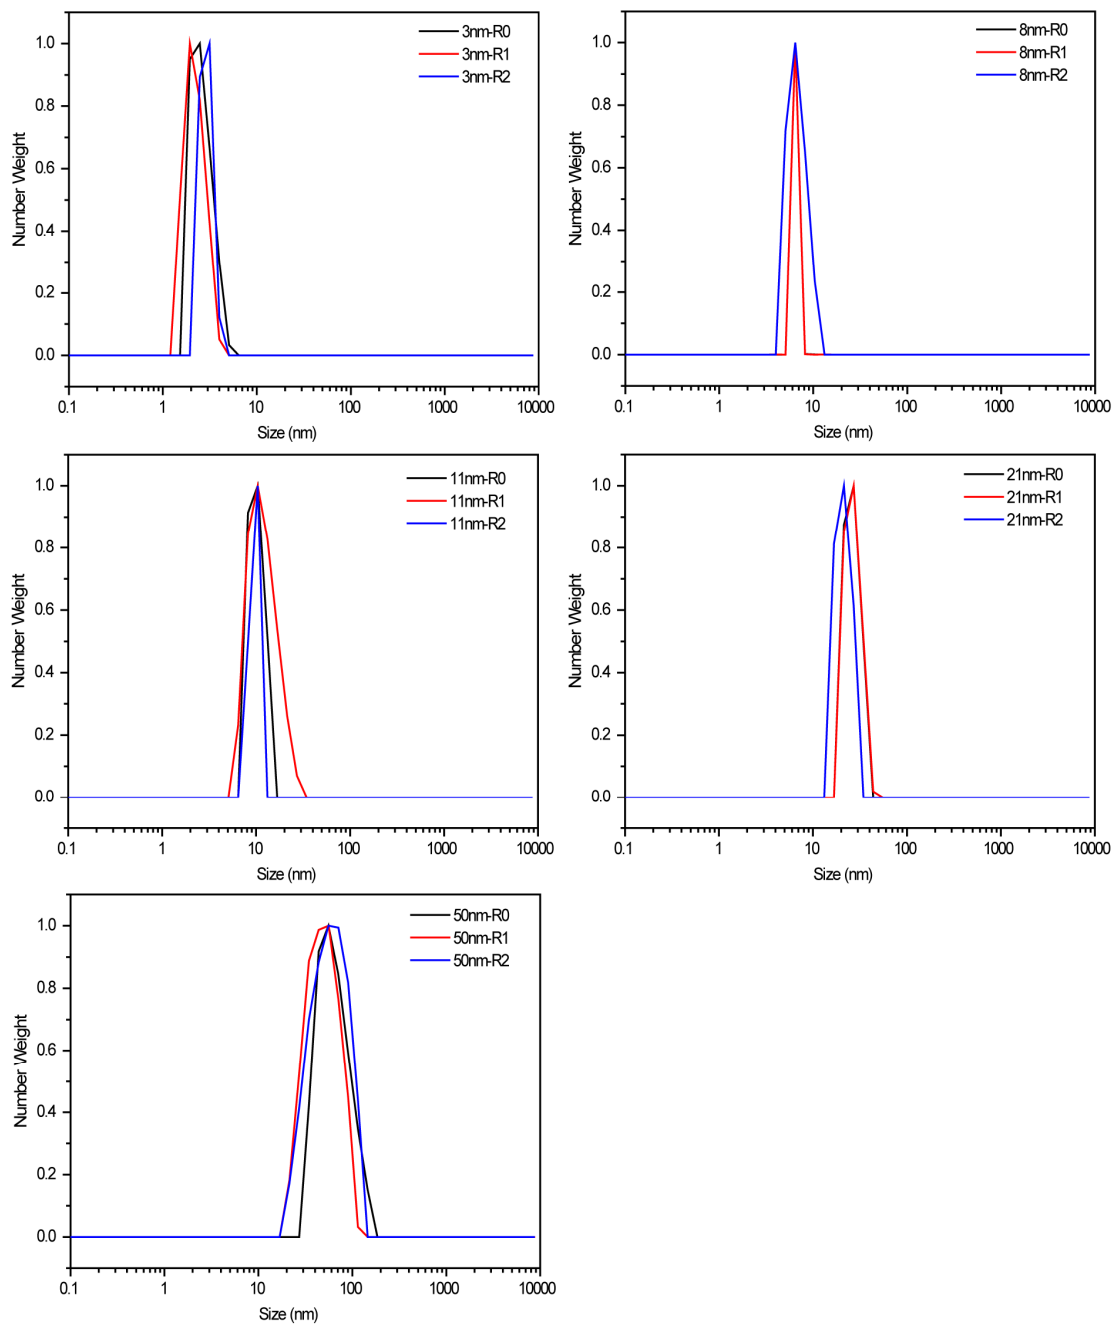 3nm-R0
3nm-R1
3nm-R2
1.0
0.8
0.6
0.4
0.2
0.0
Number Weight
0.1 1 10 100 1000 10000
Size (nm)
8nm-R0
8nm-R1
8nm-R2
1.0
0.8
0.6
0.4
0.2
0.0
Number Weight
0.1 1 10 100 1000 10000
Size (nm)
11nm-R0
11nm-R1
11nm-R2
1.0
0.8
0.6
0.4
0.2
0.0
Number Weight
0.1 1 10 100 1000 10000
Size (nm)
21nm-R0
21nm-R1
21nm-R2
1.0
0.8
0.6
0.4
0.2
0.0
Number Weight
0.1 1 10 100 1000 10000
Size (nm)
50nm-R0
50nm-R1
50nm-R2
1.0
0.8
0.6
0.4
0.2
0.0
Number Weight
0.1 1 10 100 1000 10000
Size (nm)